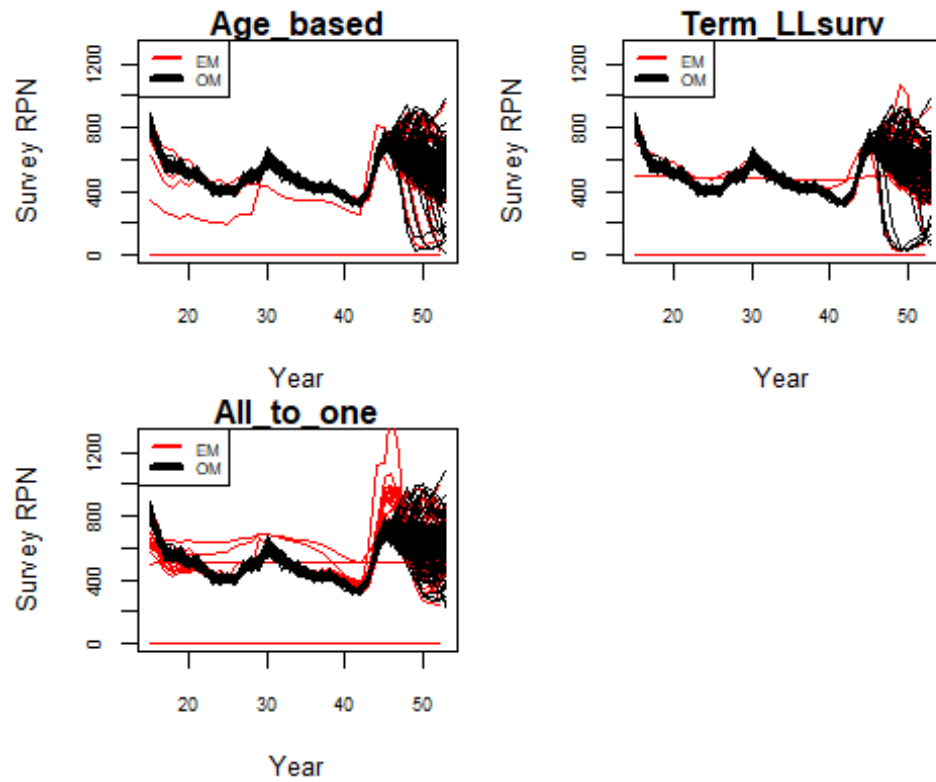 Age_based
Survey RPN
1200
800
400
0
EM
OM
20 30 40 50
Year
Term_LLsurv
Survey RPN
1200
800
400
0
EM
OM
20 30 40 50
Year
All_to_one
Survey RPN
1200
800
400
0
EM
OM
20 30 40 50
Year